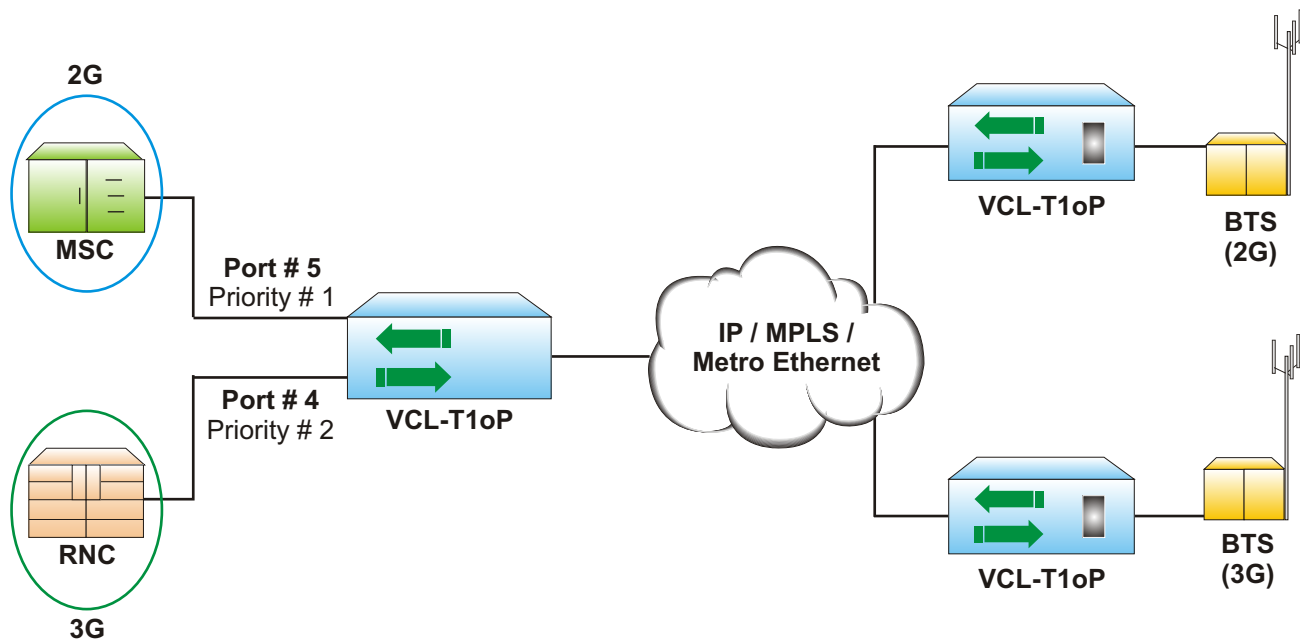 2G
MSC
Port # 5
Priority # 1
Port # 4
Priority # 2
VCL-T1oP
RNC
3G
IP / MPLS /
Metro Ethernet
VCL-T1oP
BTS
(2G)
VCL-T1oP
BTS
(3G)